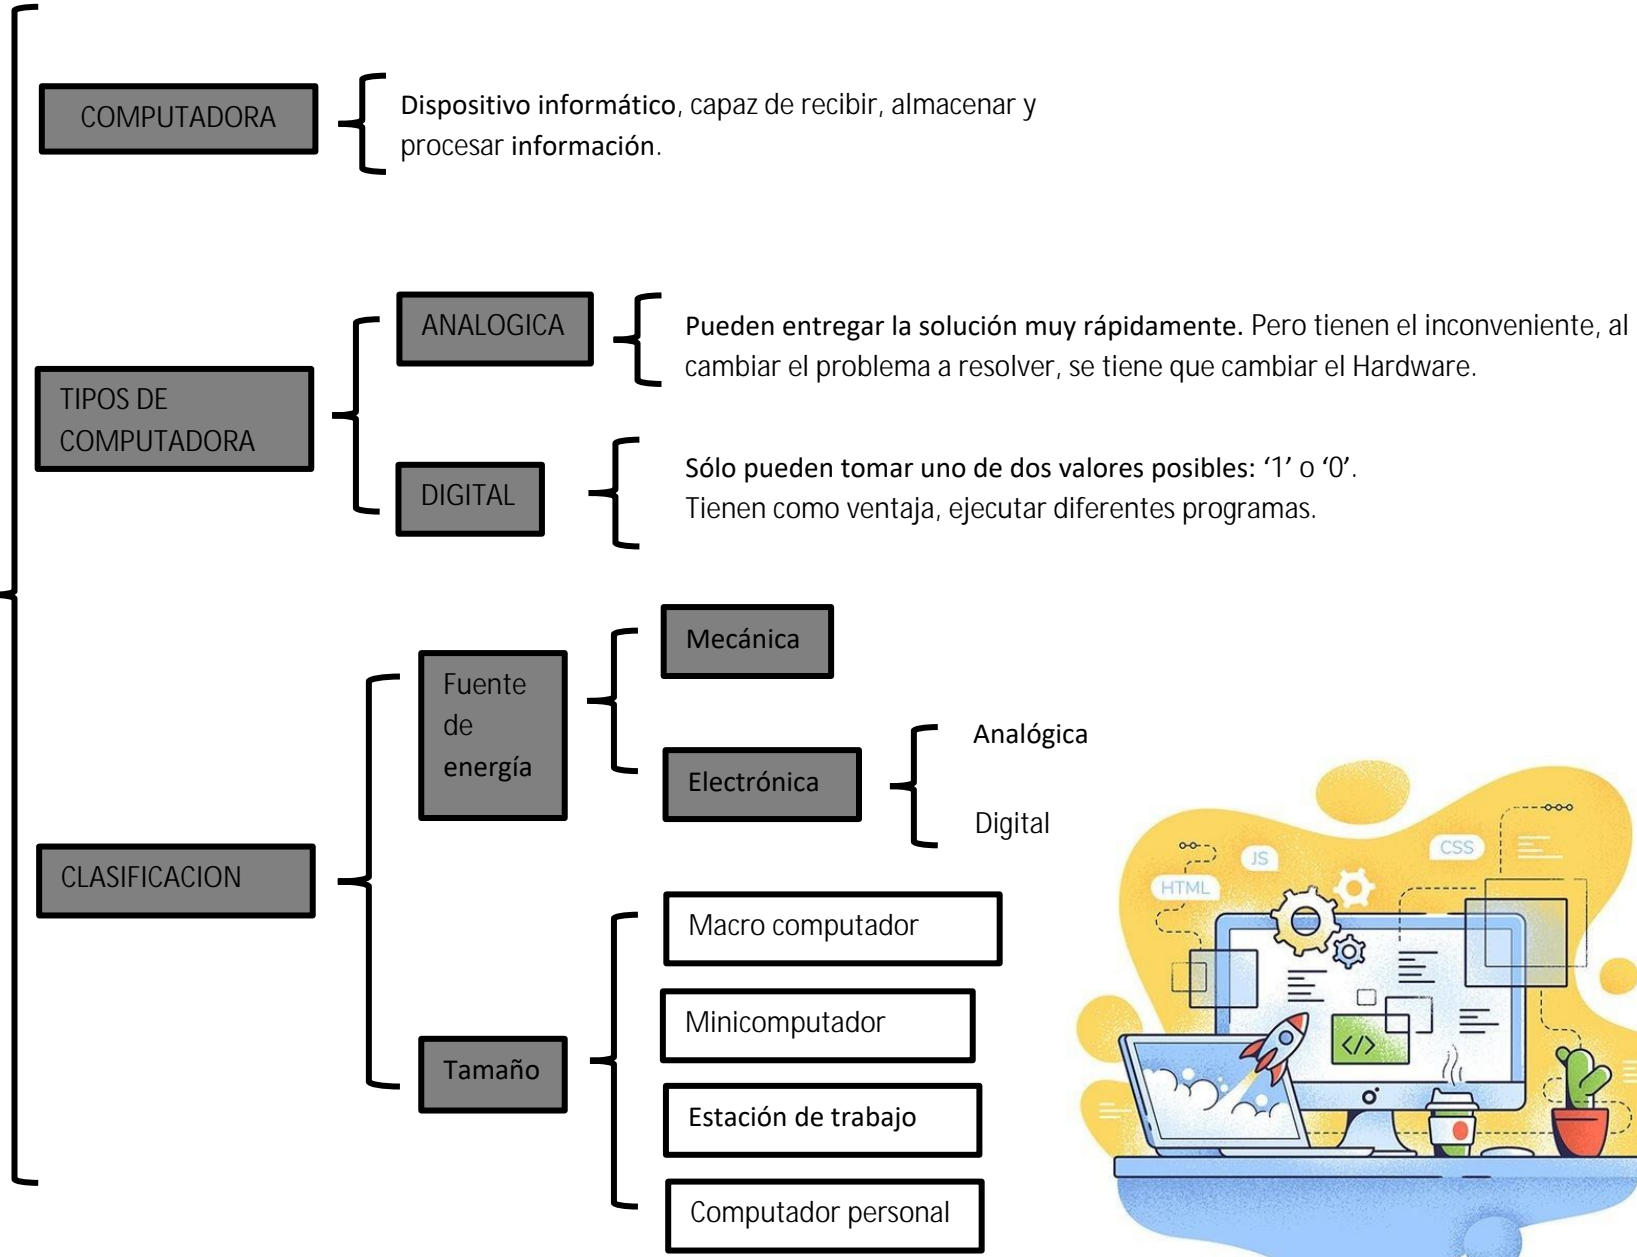 COMPUTADORA
Dispositivo informático, capaz de recibir, almacenar y
procesar información.
TIPOS DE
COMPUTADORA
ANALOGICA
Pueden entregar la solución muy rápidamente. Pero tienen el inconveniente, al
cambiar el problema a resolver, se tiene que cambiar el Hardware.
DIGITAL
Sólo pueden tomar uno de dos valores posibles: ‘1’ o ‘0’.
Tienen como ventaja, ejecutar diferentes programas.
CLASIFICACION
Fuente
de
energía
Mecánica
Electrónica
Analógica
Digital
Tamaño
Macro computador
Minicomputador
Estación de trabajo
Computador personal
HTML
JS
CSS
</>